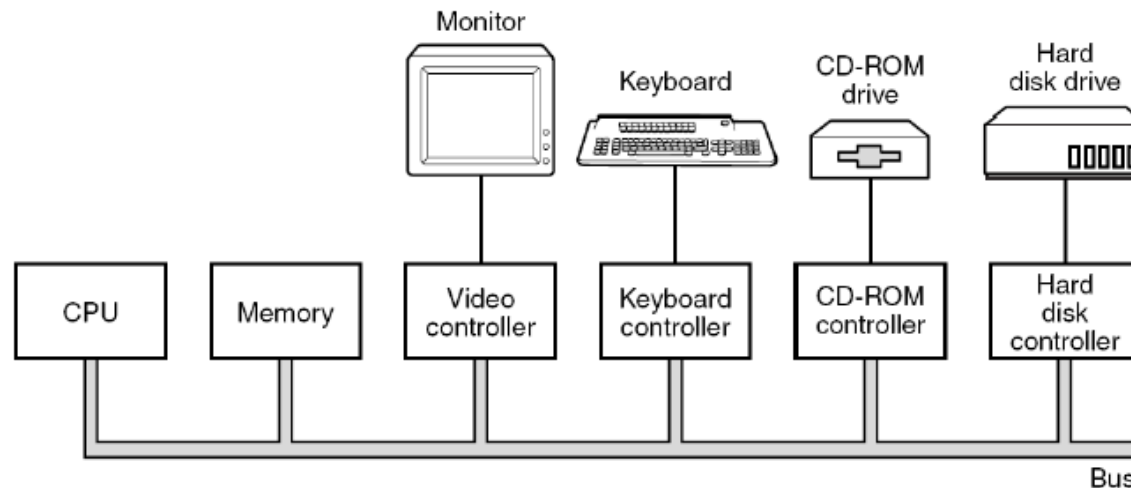 Monitor
Keyboard
CD-ROM
drive
Hard
disk drive
CPU
Memory
Video
controller
Keyboard
controller
CD-ROM
controller
Hard
disk
controller
Bus